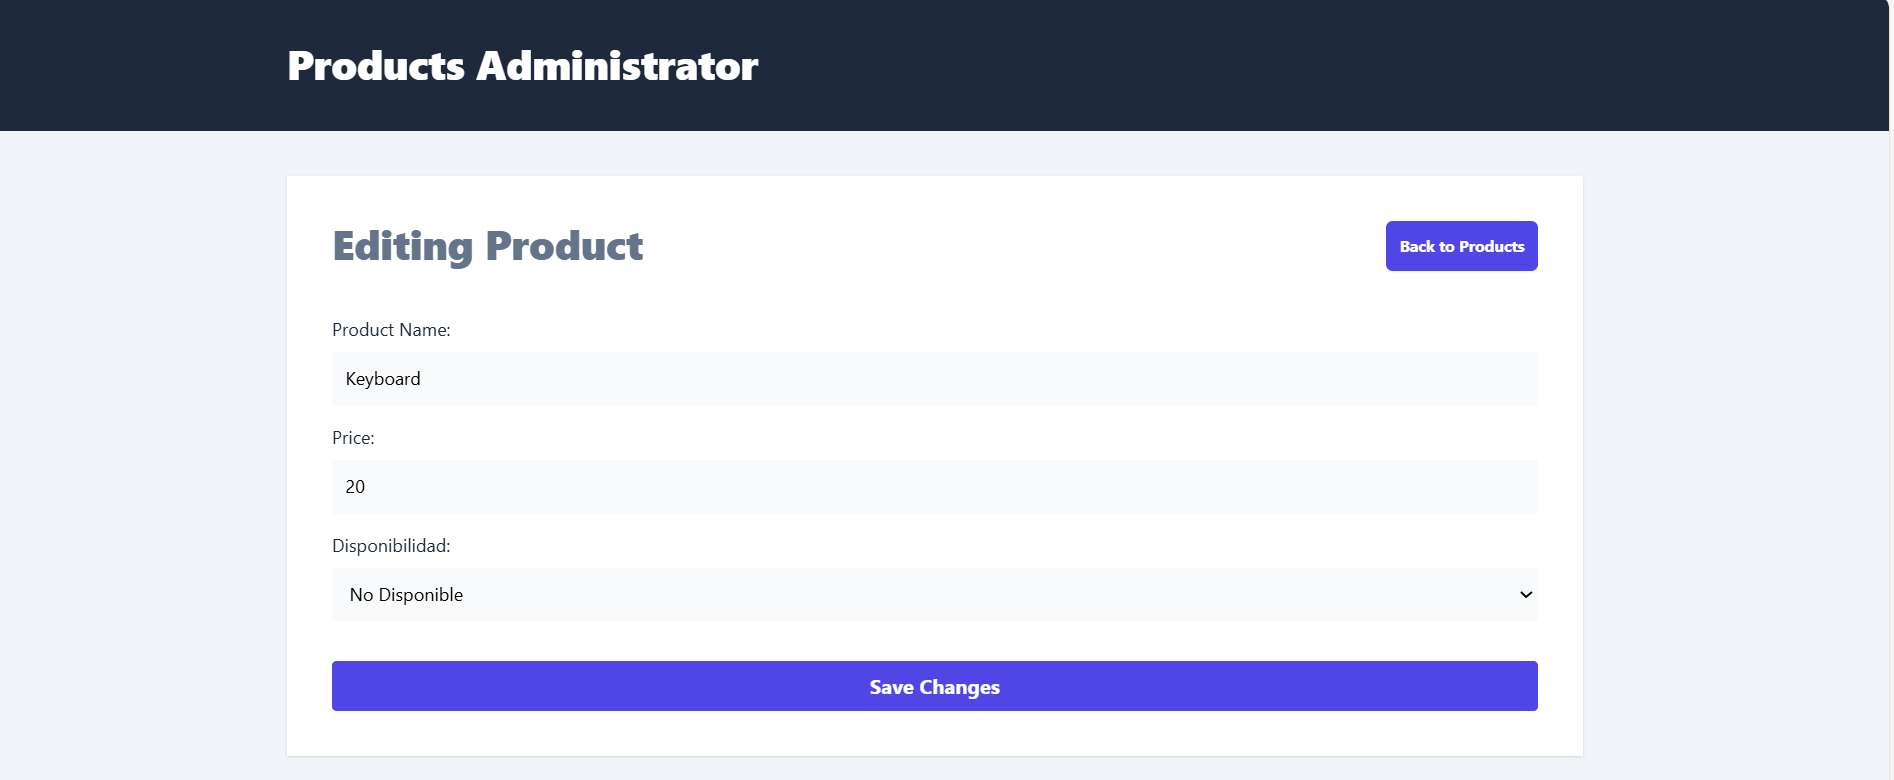 Products Administrator
Editing Product
Back to Products
Product Name:
Keyboard
Price:
20
Disponibilidad:
No Disponible
Save Changes